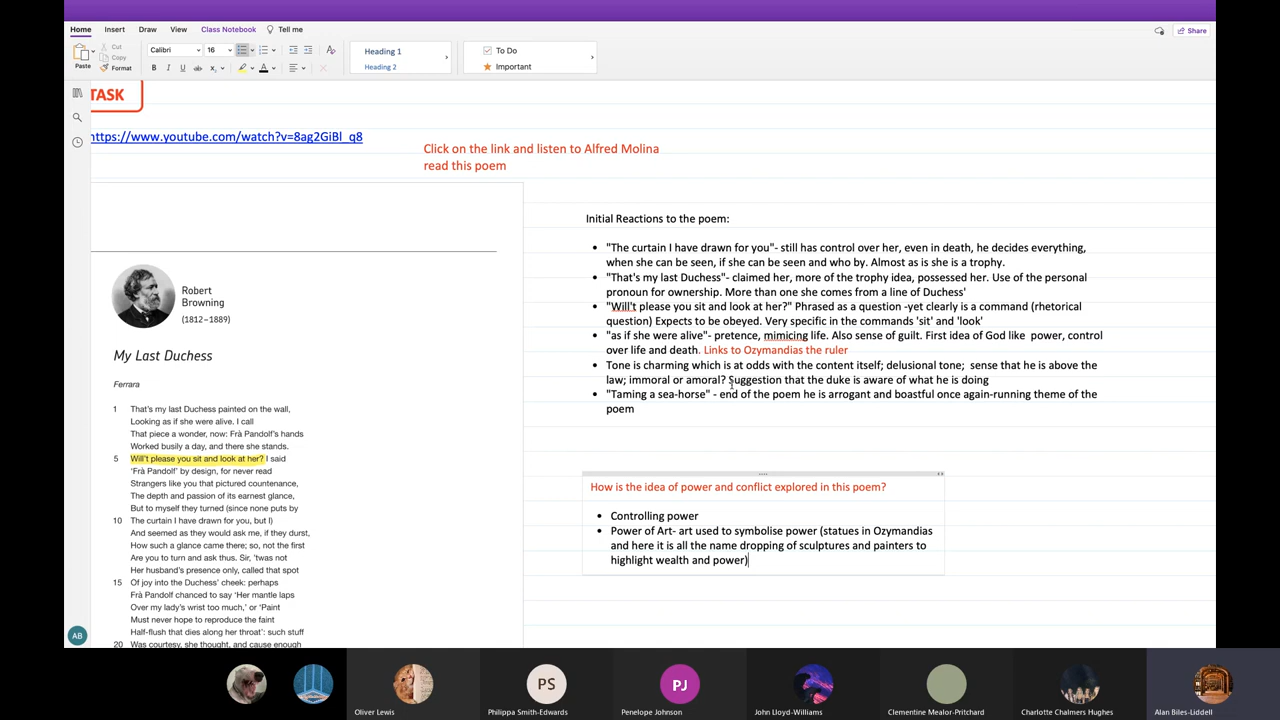 Home Insert Draw View Class Notebook Tell me
Share
Paste
Cut
Copy
Format
Calibri 16
Heading 1
Heading 2
To Do
Important
TASK
https://www.youtube.com/watch?v=8ag2GiBl_q8
Click on the link and listen to Alfred Molina
read this poem
Robert
Browning
(1812–1889)
My Last Duchess
Ferrara
1 That's my last Duchess painted on the wall,
Looking as if she were alive. I call
That piece a wonder, now: Frà Pandolf's hands
Worked busily a day, and there she stands.
5 Will't please you sit and look at her? I said
'Frà Pandolf' by design, for never read
Strangers like you that pictured countenance,
The depth and passion of its earnest glance,
But to myself they turned (since none puts by
10 The curtain I have drawn for you, but I)
And seemed as they would ask me, if they durst,
How such a glance came there; so, not the first
Are you to turn and ask thus. Sir, 'twas not
Her husband's presence only, called that spot
15 Of joy into the Duchess' cheek: perhaps
Frà Pandolf chanced to say 'Her mantle laps
Over my lady's wrist too much,' or 'Paint
Must never hope to reproduce the faint
Half-flush that dies along her throat': such stuff
20 Was courtesy, she thought, and cause enough
Initial Reactions to the poem:
• "The curtain I have drawn for you"- still has control over her, even in death, he decides everything,
when she can be seen, if she can be seen and who by. Almost as is she is a trophy.
• "That's my last Duchess"- claimed her, more of the trophy idea, possessed her. Use of the personal
pronoun for ownership. More than one she comes from a line of Duchess'
• "Will't please you sit and look at her?" Phrased as a question -yet clearly is a command (rhetorical
question) Expects to be obeyed. Very specific in the commands 'sit' and 'look'
• "as if she were alive"- pretence, mimicing life. Also sense of guilt. First idea of God like power, control
over life and death. Links to Ozymandias the ruler
• Tone is charming which is at odds with the content itself; delusional tone; sense that he is above the
law; immoral or amoral? Suggestion that the duke is aware of what he is doing
• "Taming a sea-horse" - end of the poem he is arrogant and boastful once again-running theme of the
poem
How is the idea of power and conflict explored in this poem?
• Controlling power
• Power of Art- art used to symbolise power (statues in Ozymandias
and here it is all the name dropping of sculptures and painters to
highlight wealth and power)
AB
PS
PJ
Oliver Lewis
Philippa Smith-Edwards
Penelope Johnson
John Lloyd-Williams
Clementine Mealor-Pritchard
Charlotte Chalmers Hughes
Alan Biles-Liddell